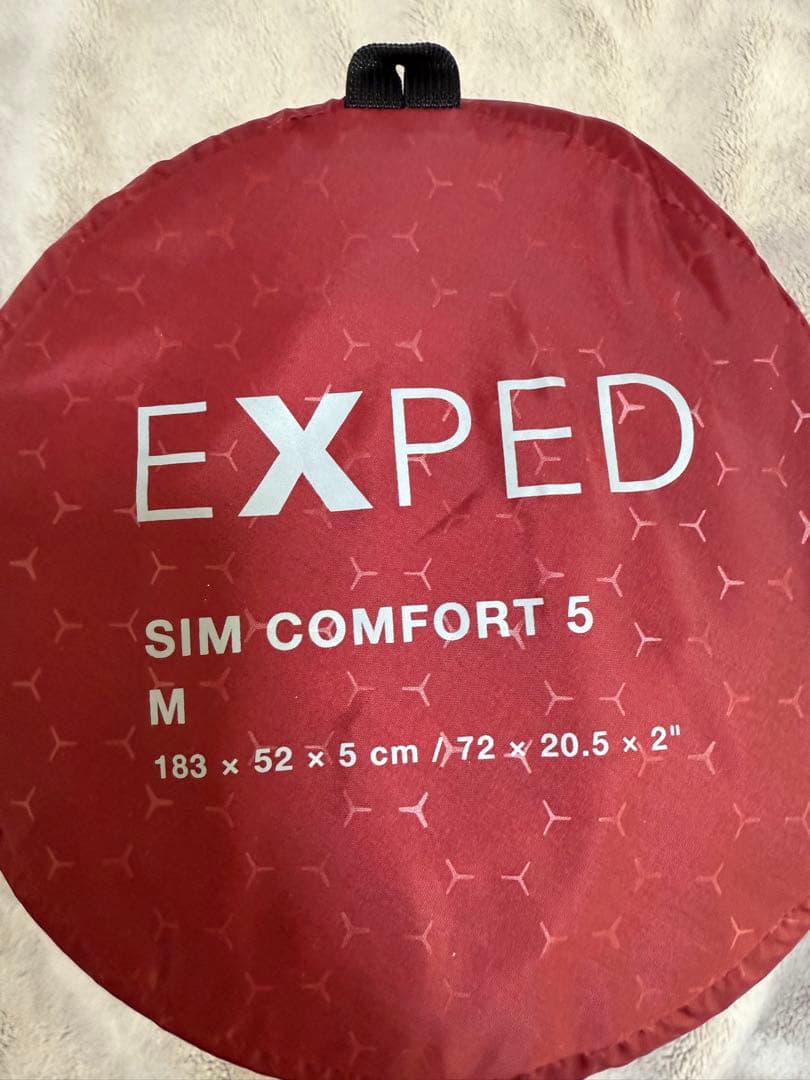 EXPED
SIM COMFORT 5
M
183 × 52 × 5 cm / 72 × 20.5 × 2"